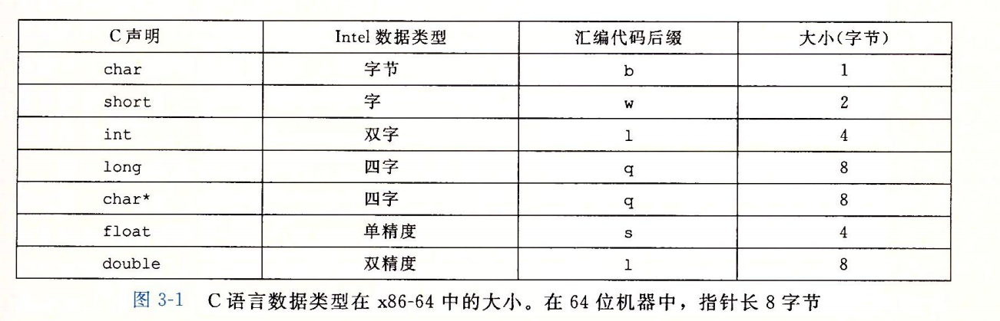 C声明 Intel 数据类型 汇编代码后缀 大小(字节)
char 字节 b 1
short 字 w 2
int 双字 l 4
long 四字 q 8
char* 四字 q 8
float 单精度 s 4
double 双精度 l 8
图 3-1 C 语言数据类型在 x86-64 中的大小。在 64 位机器中，指针长 8 字节